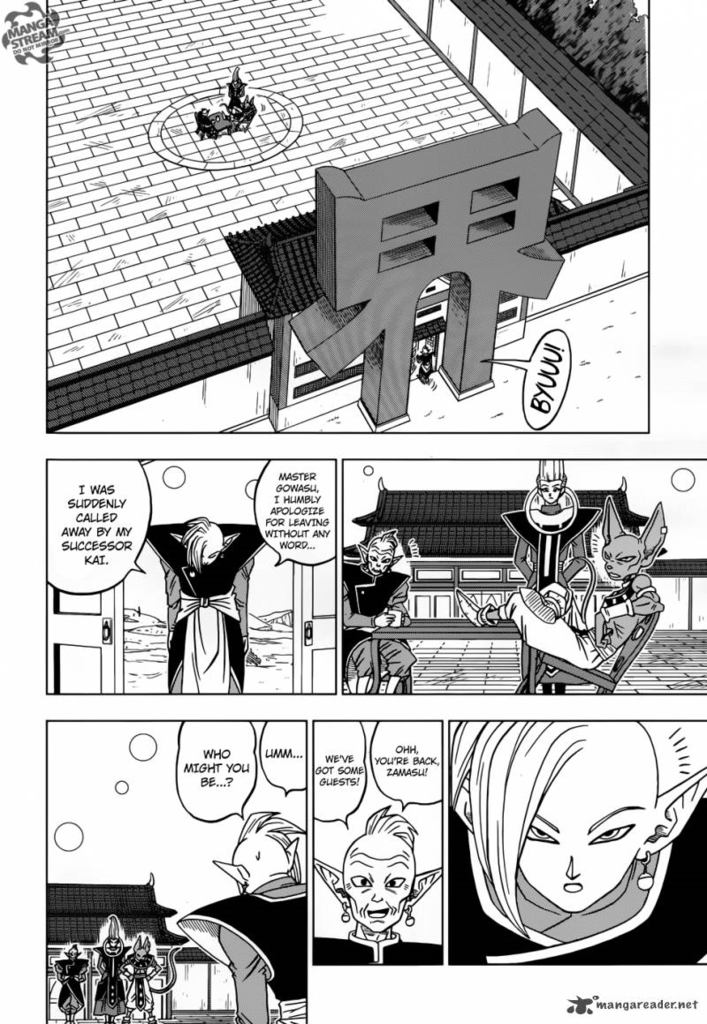 MANGA
STREAM
DO NOT MIRROR
界
BYUUU!
MASTER
GOWASU,
I HUMBLY
APOLOGIZE
FOR LEAVING
WITHOUT ANY
WORD...
I WAS
SUDDENLY
CALLED
AWAY BY MY
SUCCESSOR
KAI.
OHH,
YOU'RE BACK,
ZAMASU!
WE'VE
GOT SOME
GUESTS!
UMM...
WHO
MIGHT YOU
BE...?
mangareader.net